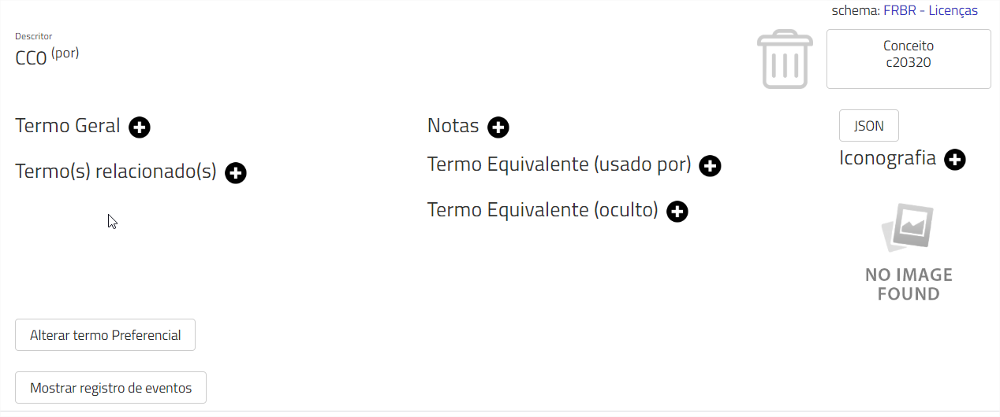 schema: FRBR - Licenças
Descritor
CC0 (por)
Conceito
c20320
Termo Geral
Termo(s) relacionado(s)
Notas
Termo Equivalente (usado por)
Termo Equivalente (oculto)
JSON
Iconografia
NO IMAGE
FOUND
Alterar termo Preferencial
Mostrar registro de eventos